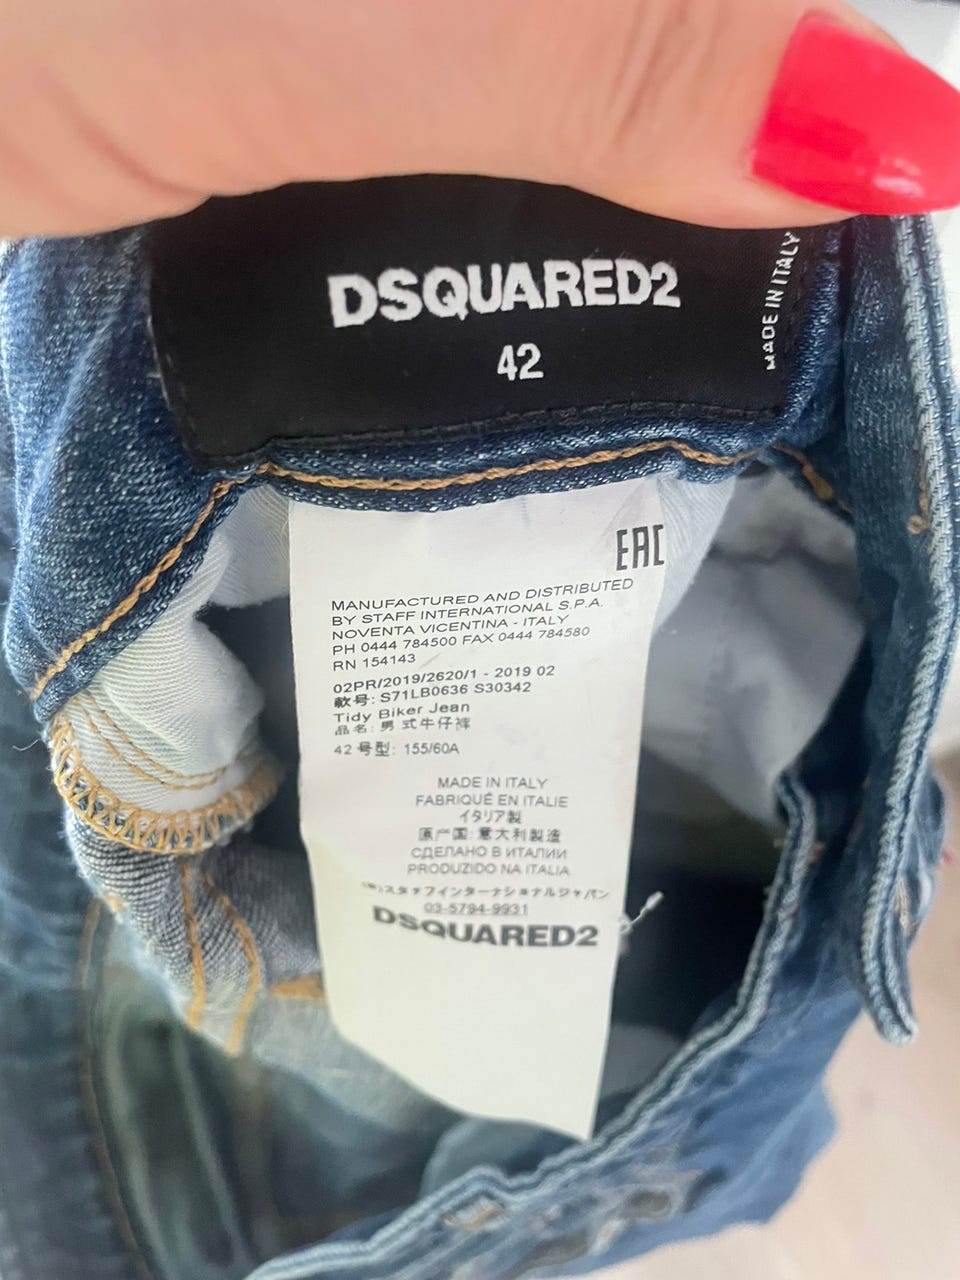 DSQUARED2
42
MADE IN ITALY
EAC
MANUFACTURED AND DISTRIBUTED
BY STAFF INTERNATIONAL S.P.A.
NOVENTA VICENTINA - ITALY
PH 0444 784500 FAX 0444 784580
RN 154143
02PR/2019/2620/1 - 2019 02
款号: S71LB0636 S30342
Tidy Biker Jean
品名: 男式牛仔裤
42 号型: 155/60A
MADE IN ITALY
FABRIQUÉ EN ITALIE
イタリア製
原产国: 意大利製造
СДЕЛАНО В ИТАЛИИ
PRODUZIDO NA ITALIA
(株)スタッフインターナショナルジャパン
03-5794-9931
DSQUARED2